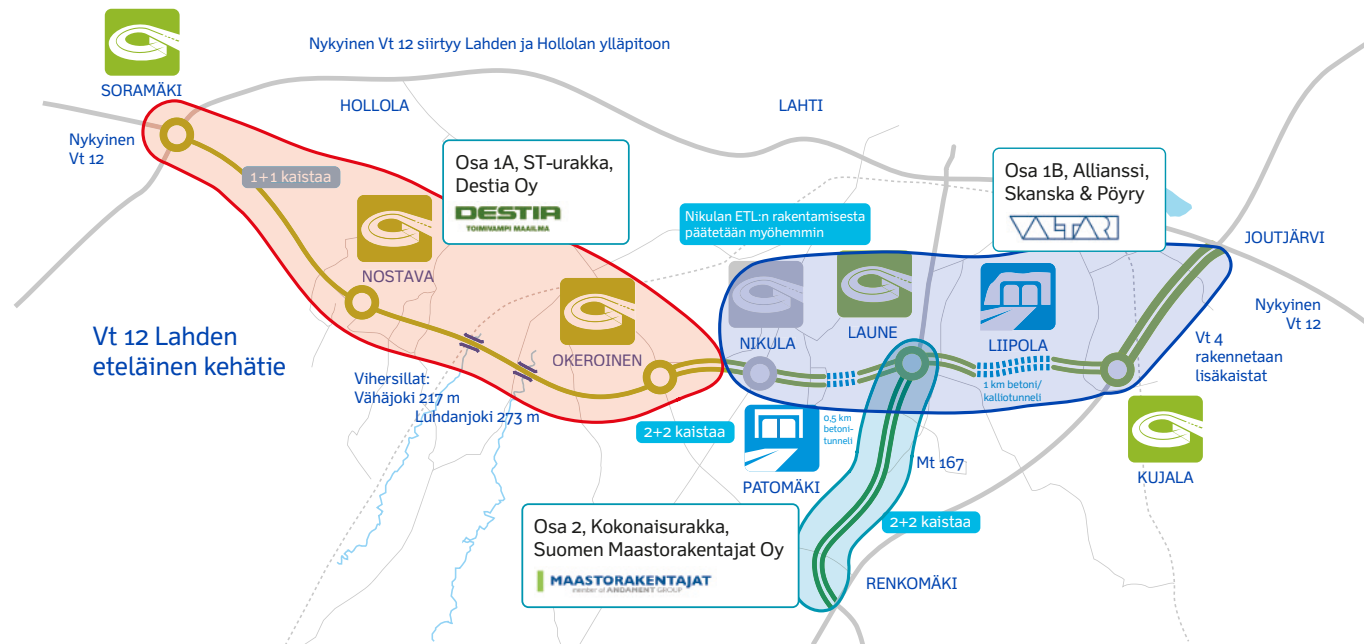 Nykyinen Vt 12 siirtyy Lahden ja Hollolan ylläpitoon
SORAMÄKI
HOLLOLA
LAHTI
Nykyinen
Vt 12
1+1 kaistaa
Osa 1A, ST-urakka,
Destia Oy
DESTIA
TOIMIVAMPI MAAILMA
Osa 1B, Allianssi,
Skanska & Pöyry
VALTARI
Nikulan ETL:n rakentamisesta
päätetään myöhemmin
JOUTJÄRVI
NOSTAVA
Nykyinen
Vt 12
Vt 12 Lahden
eteläinen kehätie
OKEROINEN
NIKULA
LAUNE
LIIPOLA
Vt 4
rakennetaan
lisäkaistat
Vihersillat:
Vähäjoki 217 m
Luhdanjoki 273 m
1 km betoni/
kalliotunneli
2+2 kaistaa
0,5 km
betoni-
tunneli
PATOMÄKI
Mt 167
KUJALA
Osa 2, Kokonaisurakka,
Suomen Maastorakentajat Oy
MAASTORAKENTAJAT
member of ANDAMENT GROUP
2+2 kaistaa
RENKOMÄKI